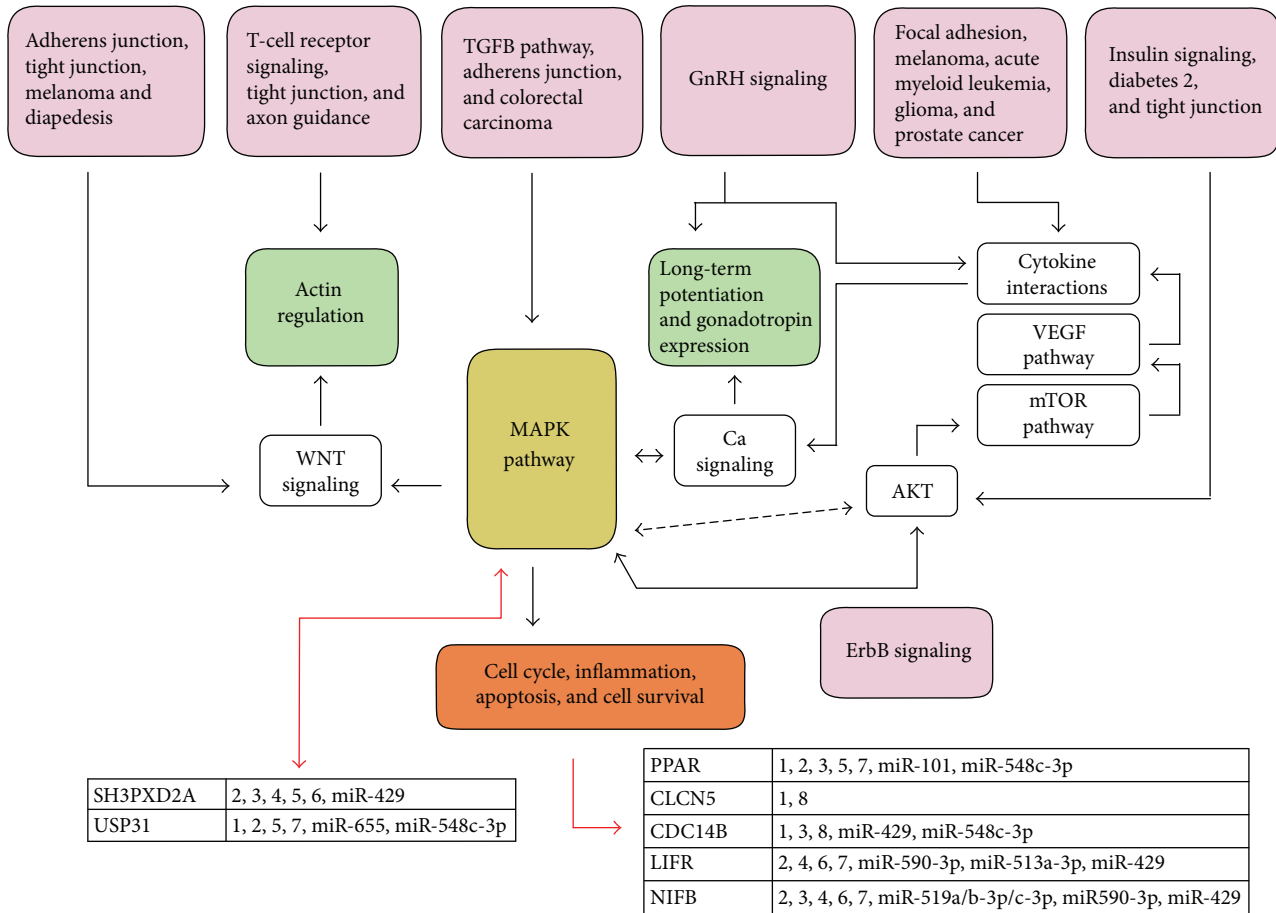 Adherens junction,
tight junction,
melanoma and
diapedesis
T-cell receptor
signaling,
tight junction, and
axon guidance
TGFB pathway,
adherens junction,
and colorectal
carcinoma
GnRH signaling
Focal adhesion,
melanoma, acute
myeloid leukemia,
glioma, and
prostate cancer
Insulin signaling,
diabetes 2,
and tight junction
Actin
regulation
Long-term
potentiation
and gonadotropin
expression
Cytokine
interactions
VEGF
pathway
mTOR
pathway
MAPK
pathway
WNT
signaling
Ca
signaling
AKT
ErbB signaling
Cell cycle, inflammation,
apoptosis, and cell survival
SH3PXD2A 2, 3, 4, 5, 6, miR-429
USP31 1, 2, 5, 7, miR-655, miR-548c-3p
PPAR 1, 2, 3, 5, 7, miR-101, miR-548c-3p
CLCN5 1, 8
CDC14B 1, 3, 8, miR-429, miR-548c-3p
LIFR 2, 4, 6, 7, miR-590-3p, miR-513a-3p, miR-429
NIFB 2, 3, 4, 6, 7, miR-519a/b-3p/c-3p, miR590-3p, miR-429